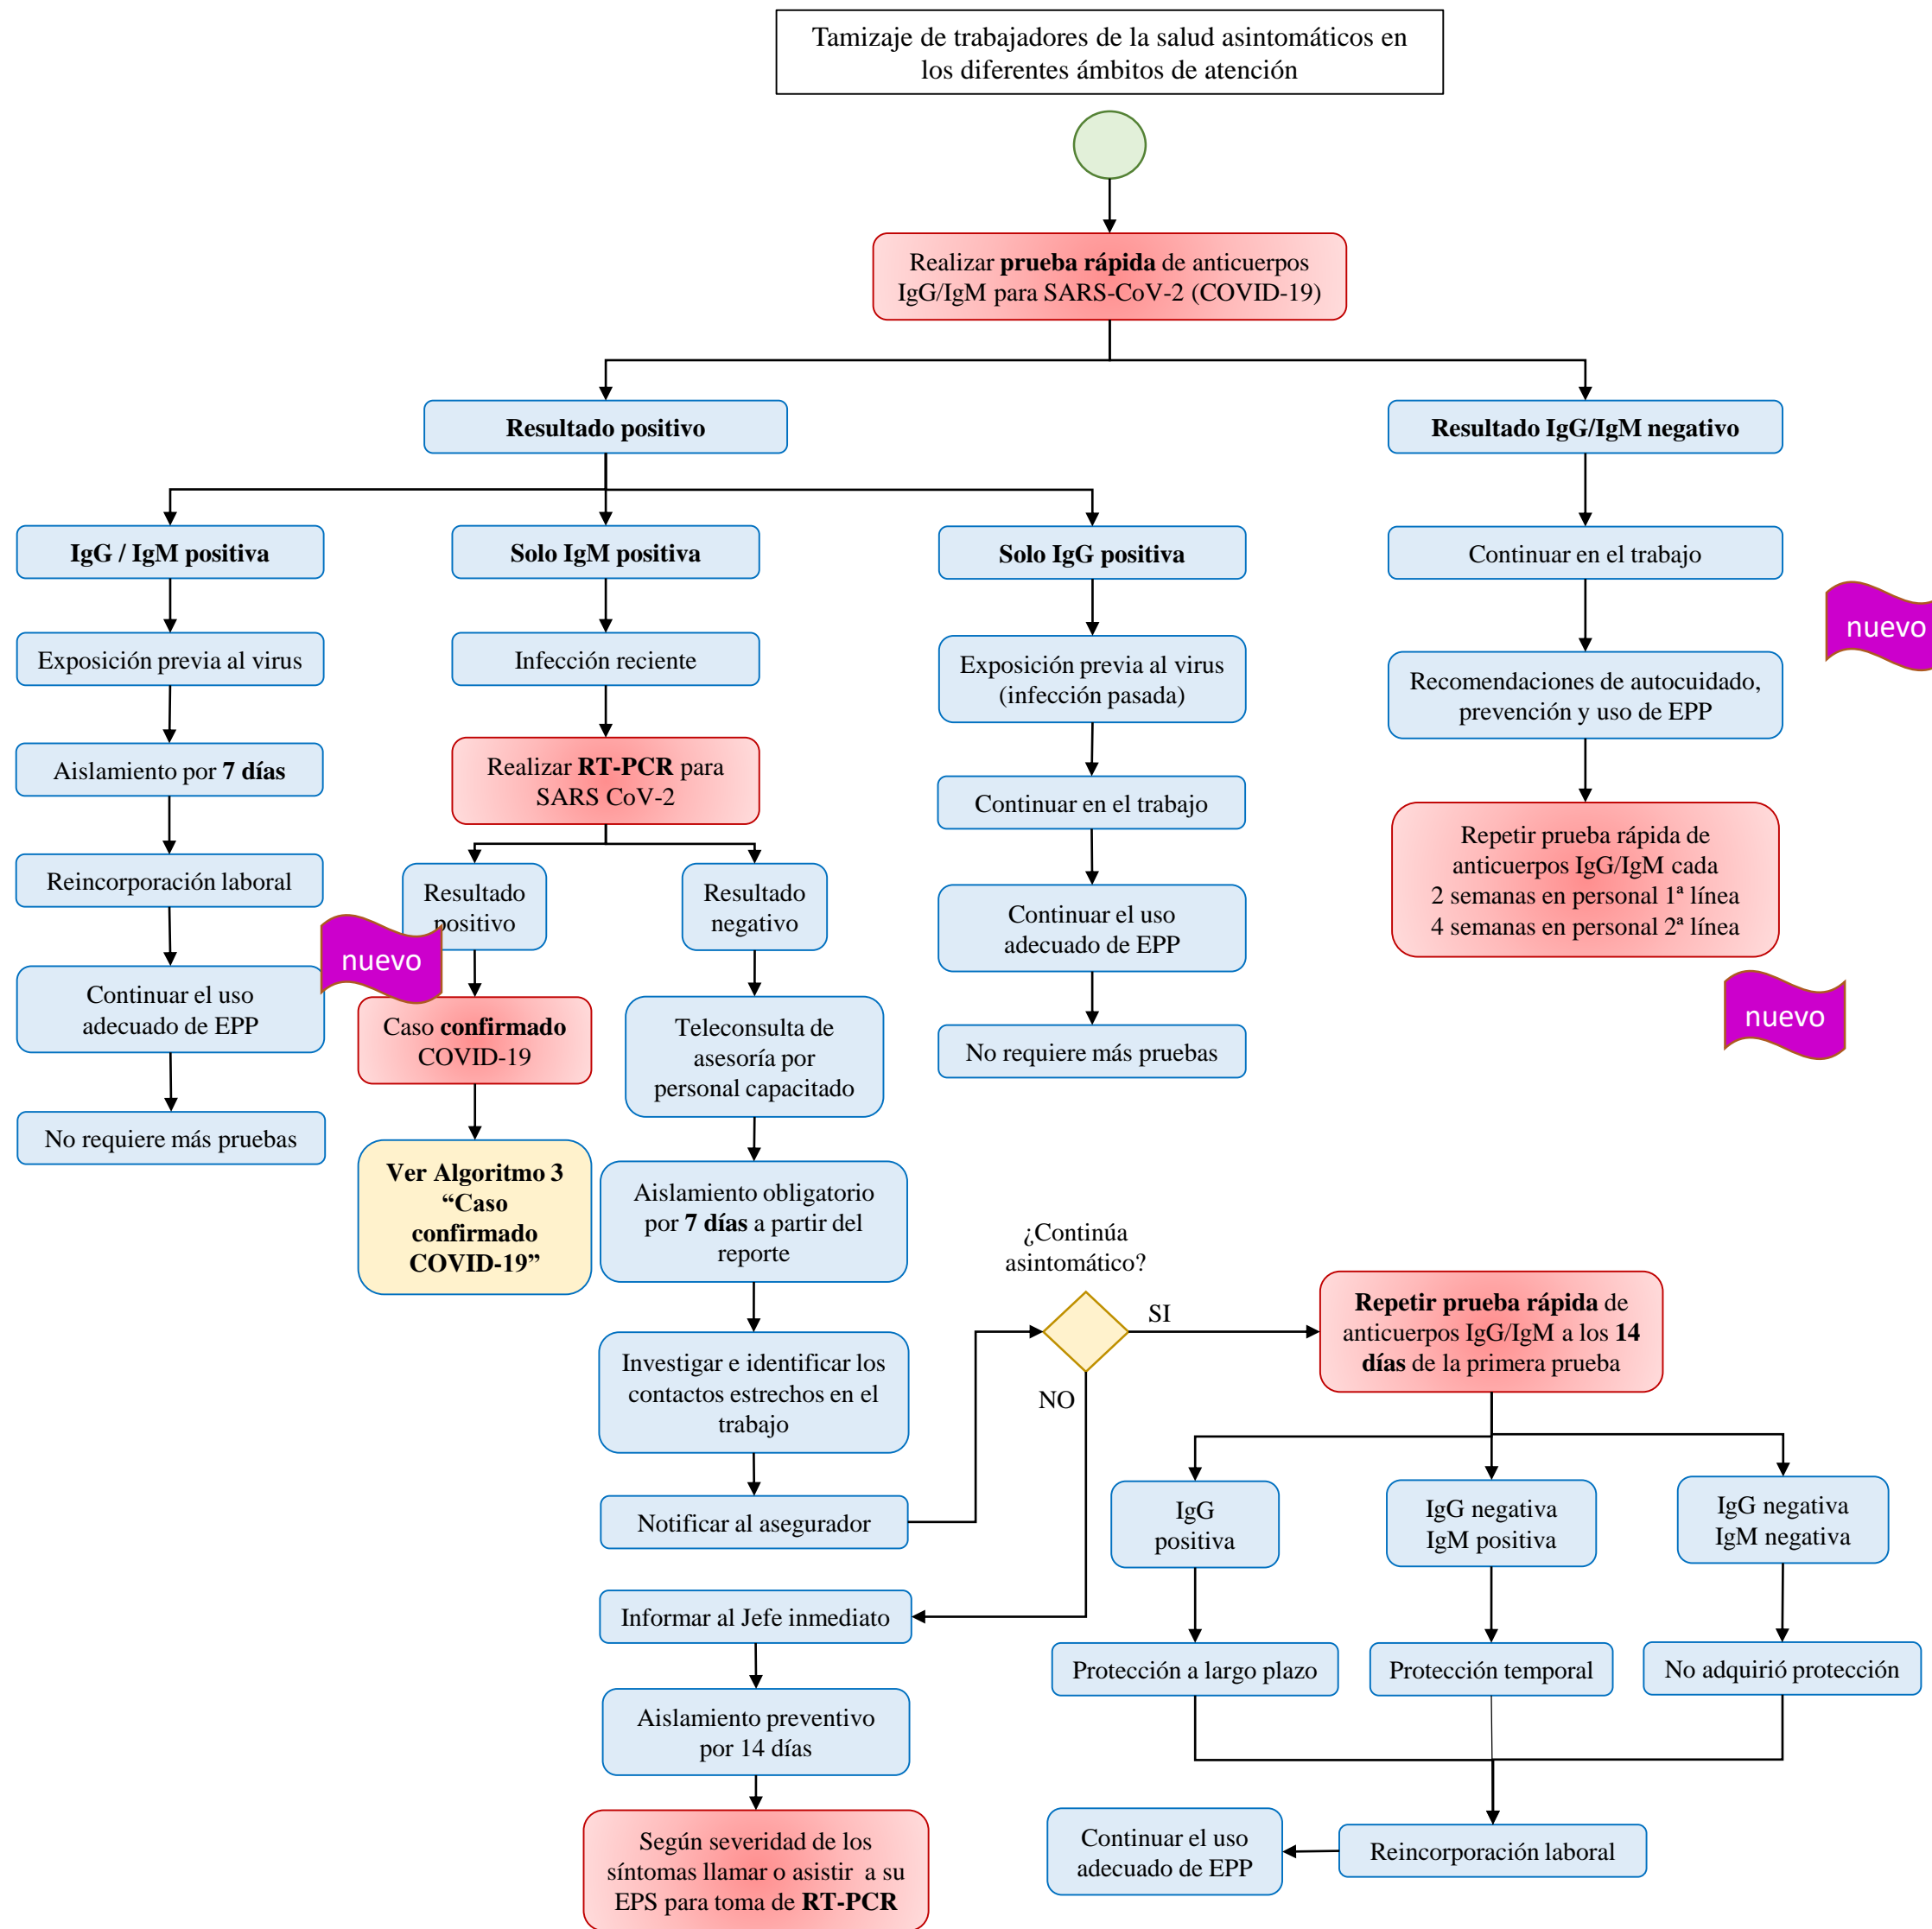 Tamizaje de trabajadores de la salud asintomáticos en
los diferentes ámbitos de atención
Realizar prueba rápida de anticuerpos
IgG/IgM para SARS-CoV-2 (COVID-19)
Resultado positivo
Resultado IgG/IgM negativo
IgG / IgM positiva
Solo IgM positiva
Solo IgG positiva
Continuar en el trabajo
nuevo
Exposición previa al virus
Infección reciente
Exposición previa al virus
(infección pasada)
Recomendaciones de autocuidado,
prevención y uso de EPP
Aislamiento por 7 días
Realizar RT-PCR para
SARS CoV-2
Continuar en el trabajo
Repetir prueba rápida de
anticuerpos IgG/IgM cada
2 semanas en personal 1ª línea
4 semanas en personal 2ª línea
Reincorporación laboral
Resultado
positivo
Resultado
negativo
Continuar el uso
adecuado de EPP
nuevo
nuevo
Continuar el uso
adecuado de EPP
Caso confirmado
COVID-19
Teleconsulta de
asesoría por
personal capacitado
No requiere más pruebas
No requiere más pruebas
Ver Algoritmo 3
“Caso
confirmado
COVID-19”
Aislamiento obligatorio
por 7 días a partir del
reporte
¿Continúa
asintomático?
SI
NO
Repetir prueba rápida de
anticuerpos IgG/IgM a los 14
días de la primera prueba
Investigar e identificar los
contactos estrechos en el
trabajo
Notificar al asegurador
IgG
positiva
IgG negativa
IgM positiva
IgG negativa
IgM negativa
Informar al Jefe inmediato
Protección a largo plazo
Protección temporal
No adquirió protección
Aislamiento preventivo
por 14 días
Según severidad de los
síntomas llamar o asistir a su
EPS para toma de RT-PCR
Continuar el uso
adecuado de EPP
Reincorporación laboral